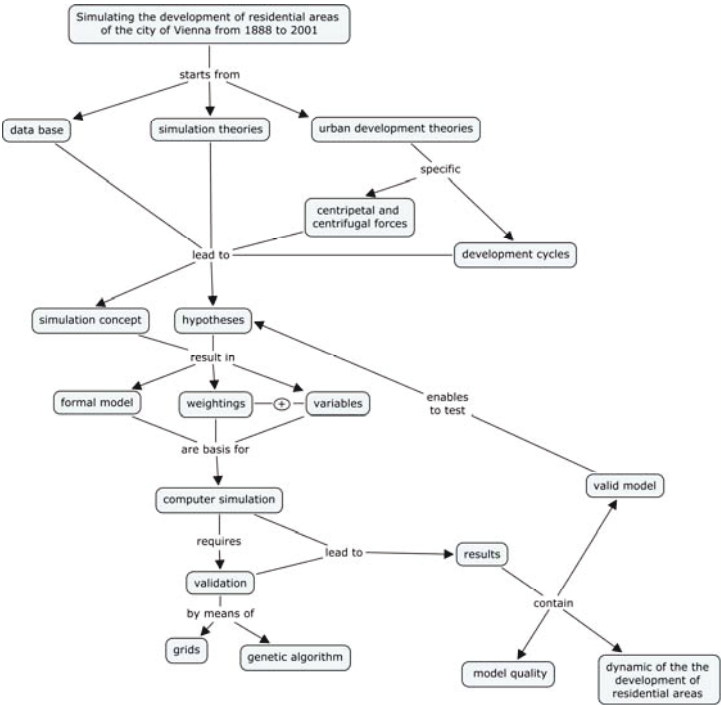 Simulating the development of residential areas
of the city of Vienna from 1888 to 2001
starts from
data base
simulation theories
urban development theories
specific
centripetal and
centrifugal forces
lead to
development cycles
simulation concept
hypotheses
result in
enables
to test
formal model
weightings
+
variables
are basis for
valid model
computer simulation
requires
lead to
results
validation
contain
by means of
grids
genetic algorithm
model quality
dynamic of the the
development of
residential areas